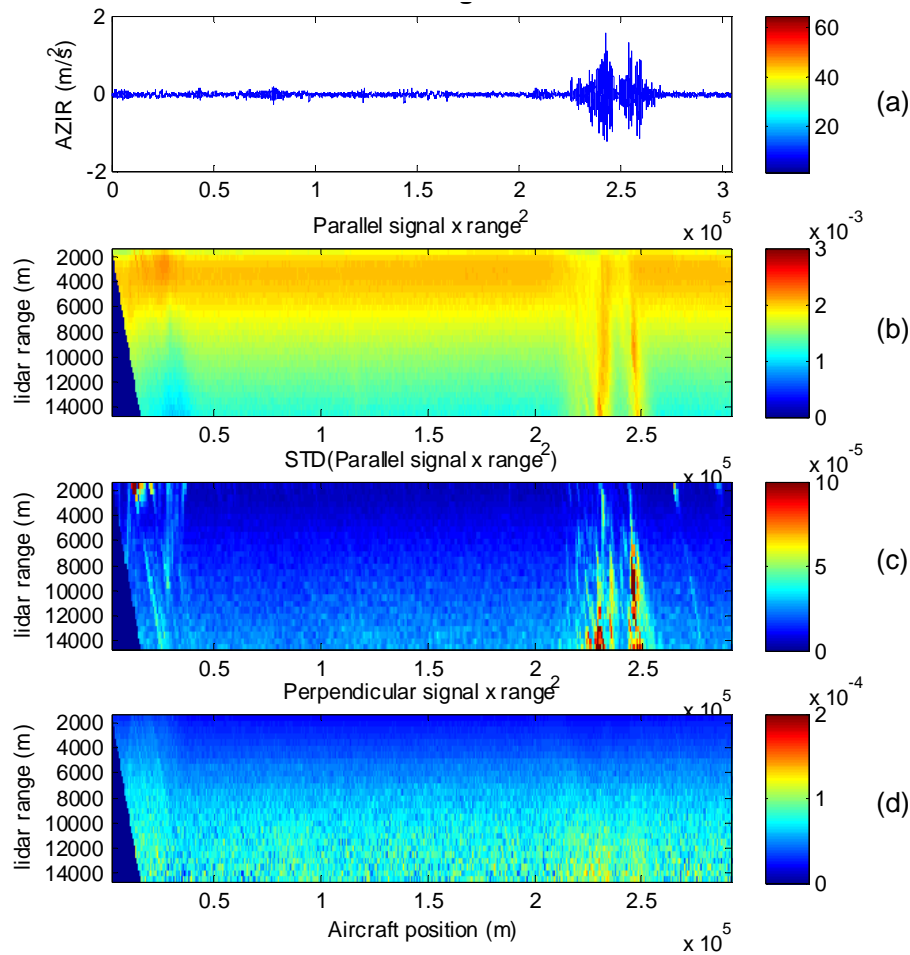 2
0
-2
AZIR (m/s²)
0 0.5 1 1.5 2 2.5 3
x 10⁵
60
40
20
(a)
Parallel signal x range²
2000
4000
6000
8000
10000
12000
14000
lidar range (m)
0.5 1 1.5 2 2.5
x 10⁵
x 10⁻³
3
2
1
0
(b)
STD(Parallel signal x range²)
2000
4000
6000
8000
10000
12000
14000
lidar range (m)
0.5 1 1.5 2 2.5
x 10⁵
x 10⁻⁵
10
5
0
(c)
Perpendicular signal x range²
2000
4000
6000
8000
10000
12000
14000
lidar range (m)
0.5 1 1.5 2 2.5
Aircraft position (m)
x 10⁵
x 10⁻⁴
2
1
0
(d)